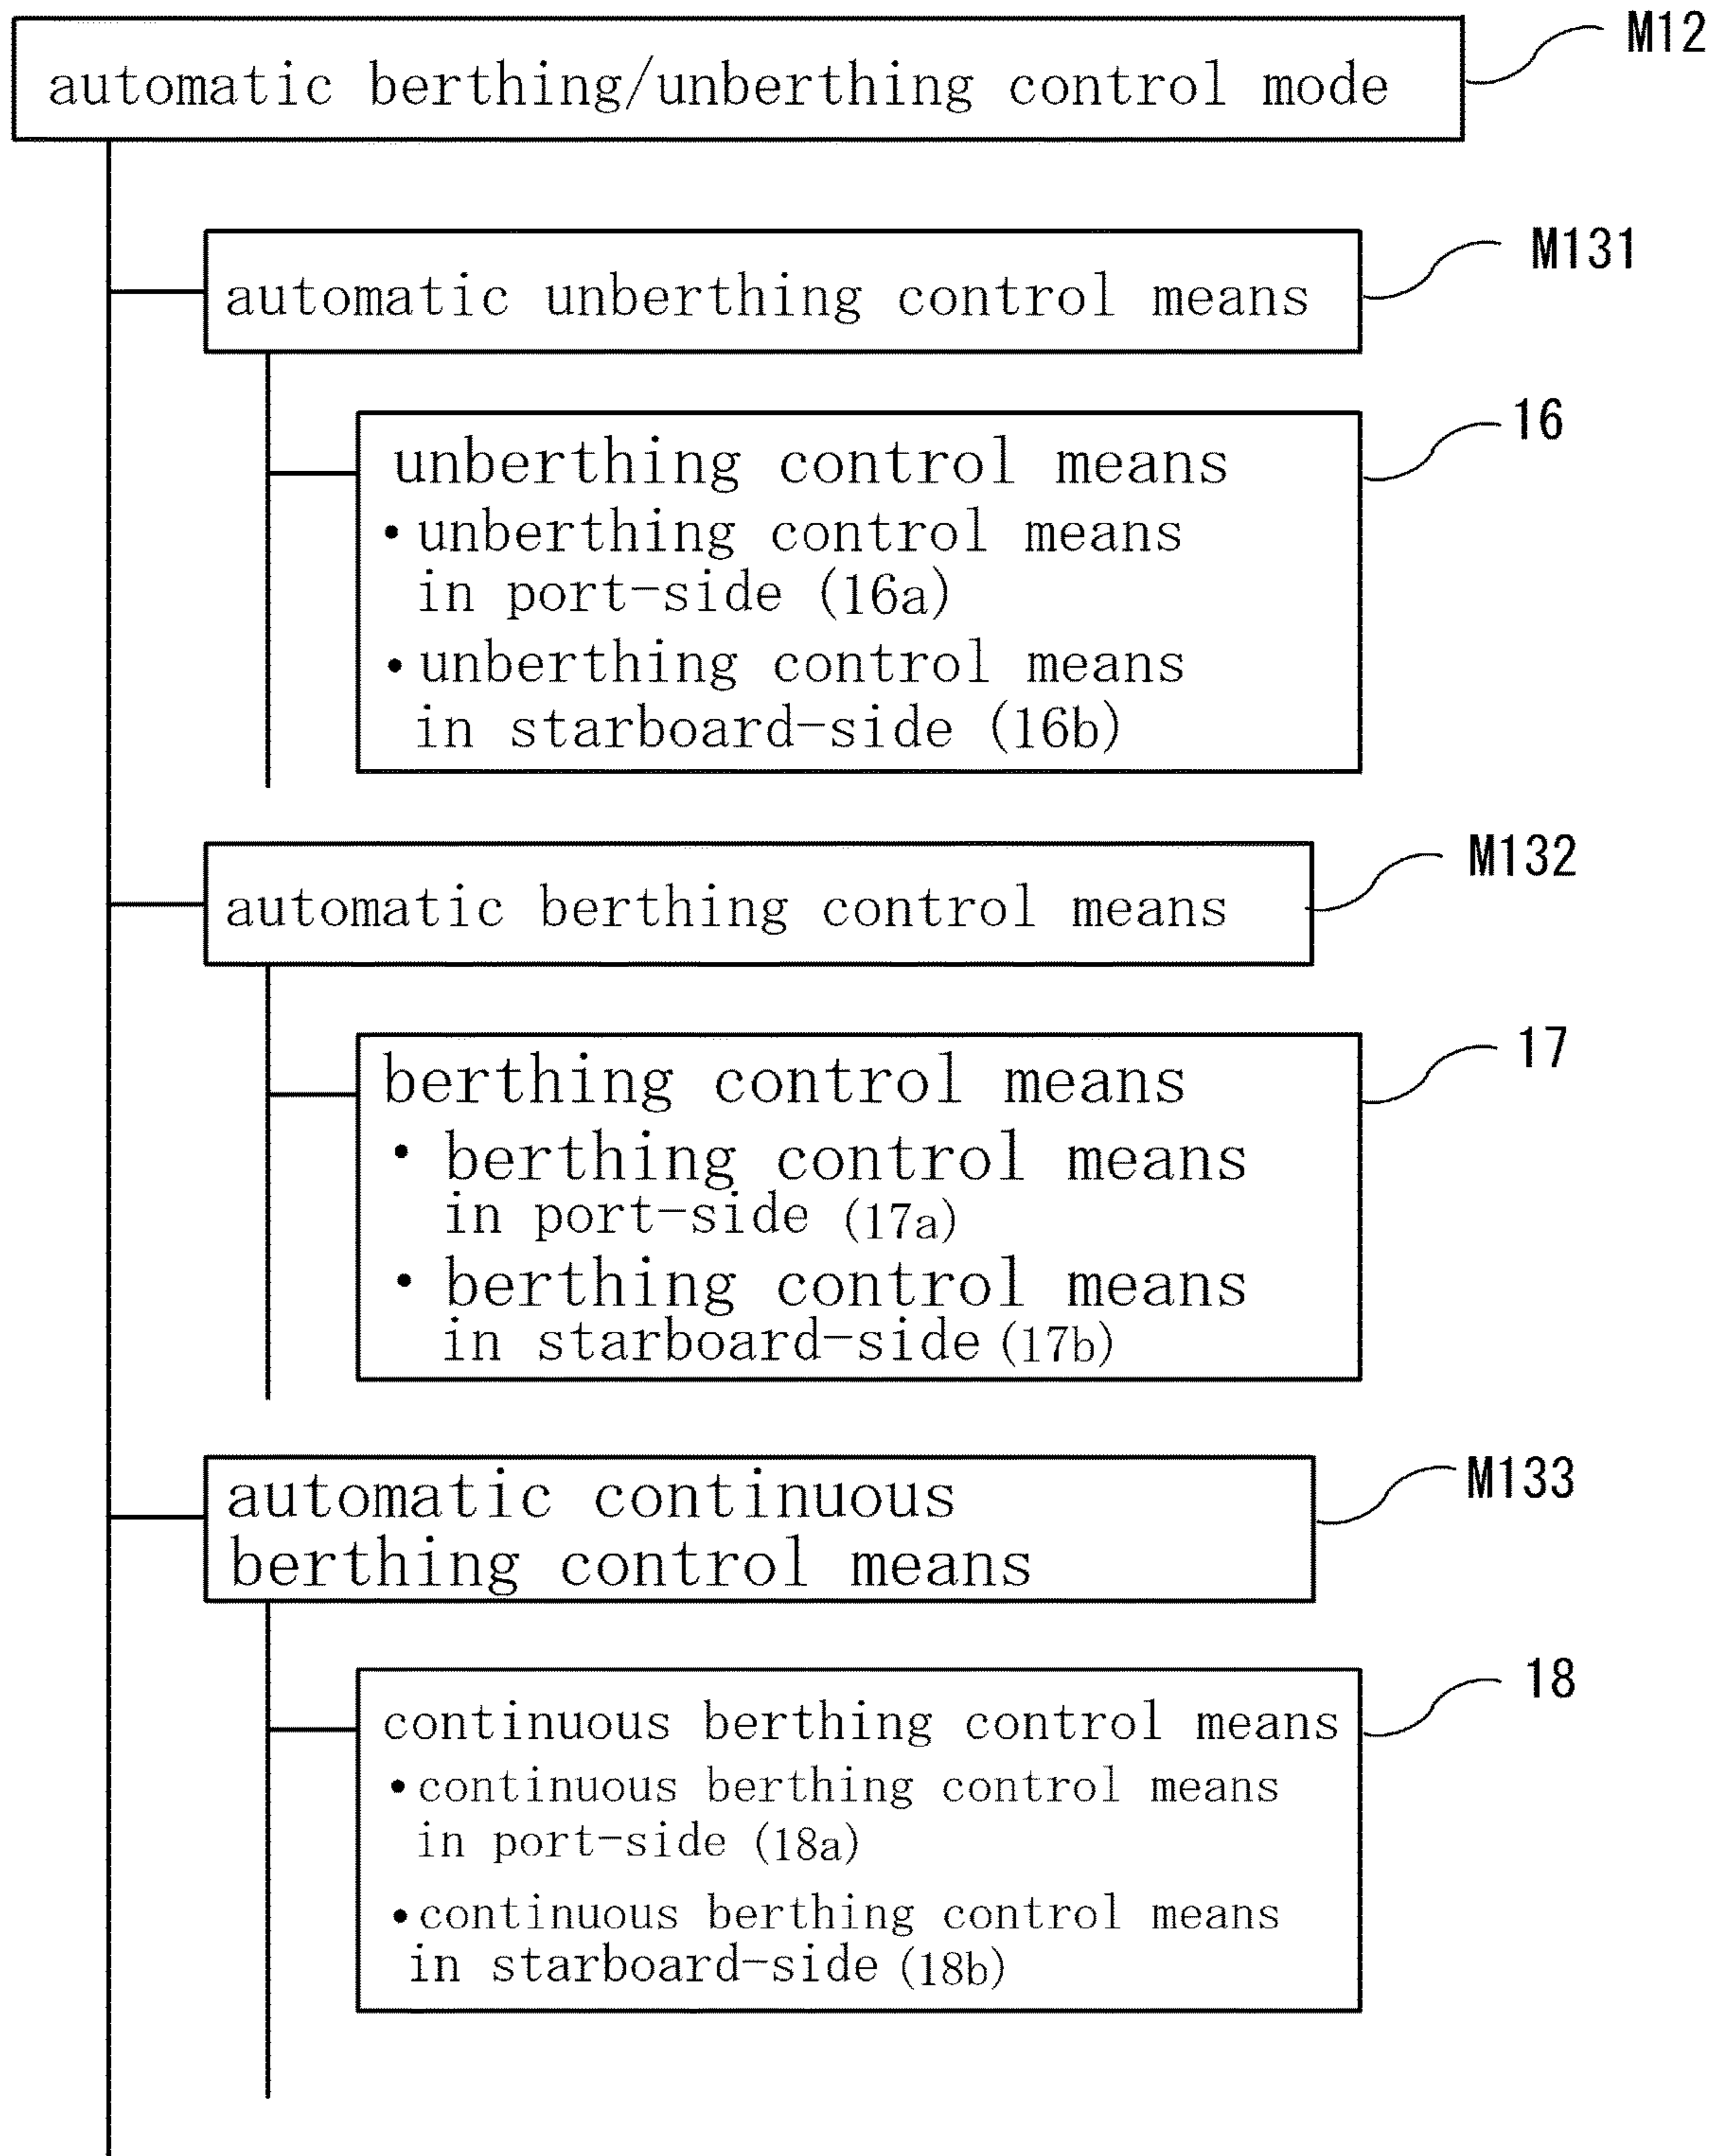 M12
automatic berthing/unberthing control mode
M131
automatic unberthing control means
16
unberthing control means
・unberthing control means
in port-side (16a)
・unberthing control means
in starboard-side (16b)
M132
automatic berthing control means
17
berthing control means
・ berthing control means
in port-side (17a)
・ berthing control means
in starboard-side (17b)
M133
automatic continuous
berthing control means
18
continuous berthing control means
・continuous berthing control means
in port-side (18a)
・continuous berthing control means
in starboard-side (18b)